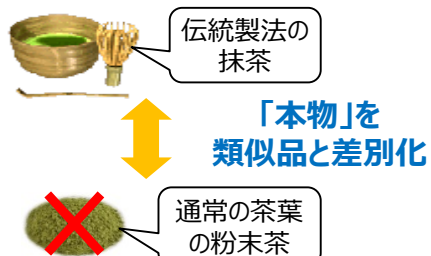 伝統製法の
抹茶
「本物」を
類似品と差別化
通常の茶葉
の粉末茶